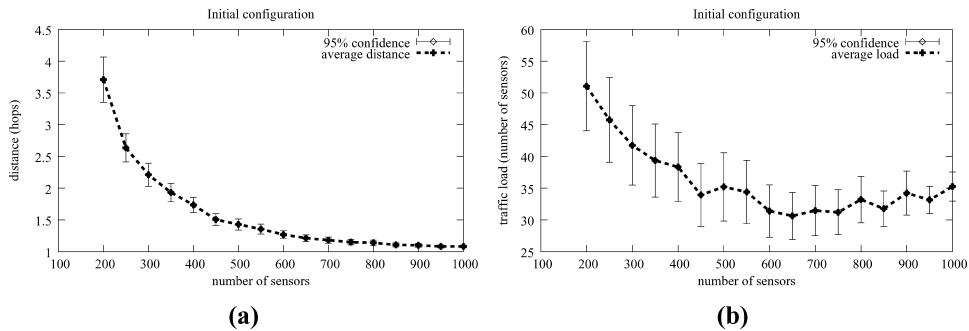 Initial configuration
4.5
4
3.5
3
2.5
2
1.5
1
distance (hops)
95% confidence
average distance
100 200 300 400 500 600 700 800 900 1000
number of sensors
(a)
Initial configuration
60
55
50
45
40
35
30
25
traffic load (number of sensors)
95% confidence
average load
100 200 300 400 500 600 700 800 900 1000
number of sensors
(b)